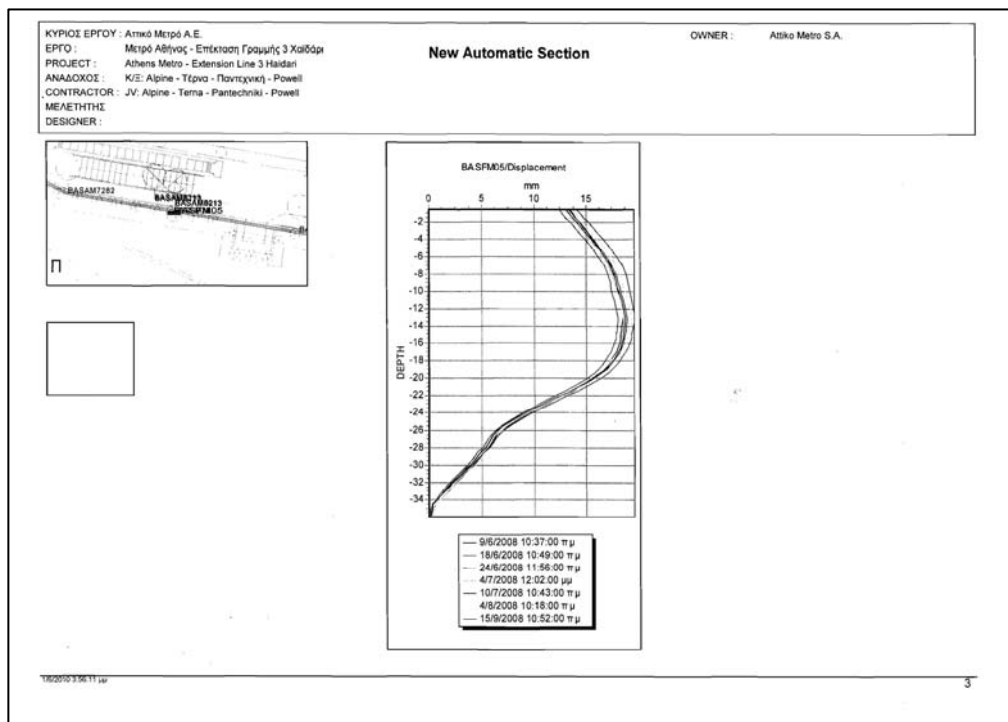 ΚΥΡΙΟΣ ΕΡΓΟΥ : Αττικό Μετρό Α.Ε.
ΕΡΓΟ : Μετρό Αθήνας - Επέκταση Γραμμής 3 Χαϊδάρι
PROJECT : Athens Metro - Extension Line 3 Haidari
ΑΝΑΔΟΧΟΣ : Κ/Ξ: Alpine - Τέρνα - Παντεχνική - Powell
CONTRACTOR : JV: Alpine - Terna - Pantechniki - Powell
ΜΕΛΕΤΗΤΗΣ
DESIGNER :
New Automatic Section
OWNER : Attiko Metro S.A.
BASAM7282
BASAM8213
Π
BASFM05/Displacement
mm
0 5 10 15
-2
-4
-6
-8
-10
-12
-14
-16
-18
-20
-22
-24
-26
-28
-30
-32
-34
DEPTH
9/6/2008 10:37:00 πμ
18/6/2008 10:49:00 πμ
24/6/2008 11:56:00 πμ
4/7/2008 12:02:00 μμ
10/7/2008 10:43:00 πμ
4/8/2008 10:18:00 πμ
15/9/2008 10:52:00 πμ
3:56:11 μμ
3